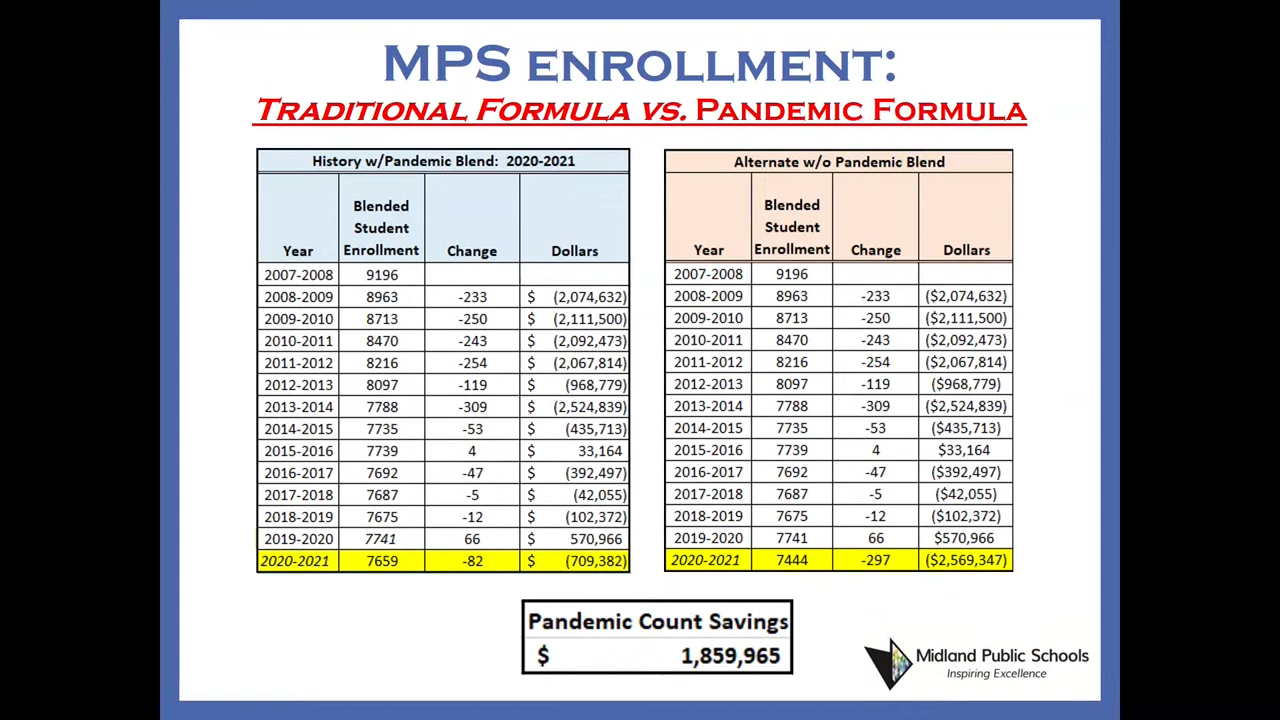 MPS ENROLLMENT:
TRADITIONAL FORMULA VS. PANDEMIC FORMULA
History w/Pandemic Blend: 2020-2021
Year Blended Student Enrollment Change Dollars
2007-2008 9196
2008-2009 8963 -233 $ (2,074,632)
2009-2010 8713 -250 $ (2,111,500)
2010-2011 8470 -243 $ (2,092,473)
2011-2012 8216 -254 $ (2,067,814)
2012-2013 8097 -119 $ (968,779)
2013-2014 7788 -309 $ (2,524,839)
2014-2015 7735 -53 $ (435,713)
2015-2016 7739 4 $ 33,164
2016-2017 7692 -47 $ (392,497)
2017-2018 7687 -5 $ (42,055)
2018-2019 7675 -12 $ (102,372)
2019-2020 7741 66 $ 570,966
2020-2021 7659 -82 $ (709,382)
Alternate w/o Pandemic Blend
Year Blended Student Enrollment Change Dollars
2007-2008 9196
2008-2009 8963 -233 ($2,074,632)
2009-2010 8713 -250 ($2,111,500)
2010-2011 8470 -243 ($2,092,473)
2011-2012 8216 -254 ($2,067,814)
2012-2013 8097 -119 ($968,779)
2013-2014 7788 -309 ($2,524,839)
2014-2015 7735 -53 ($435,713)
2015-2016 7739 4 $33,164
2016-2017 7692 -47 ($392,497)
2017-2018 7687 -5 ($42,055)
2018-2019 7675 -12 ($102,372)
2019-2020 7741 66 $570,966
2020-2021 7444 -297 ($2,569,347)
Pandemic Count Savings
$ 1,859,965
Midland Public Schools
Inspiring Excellence